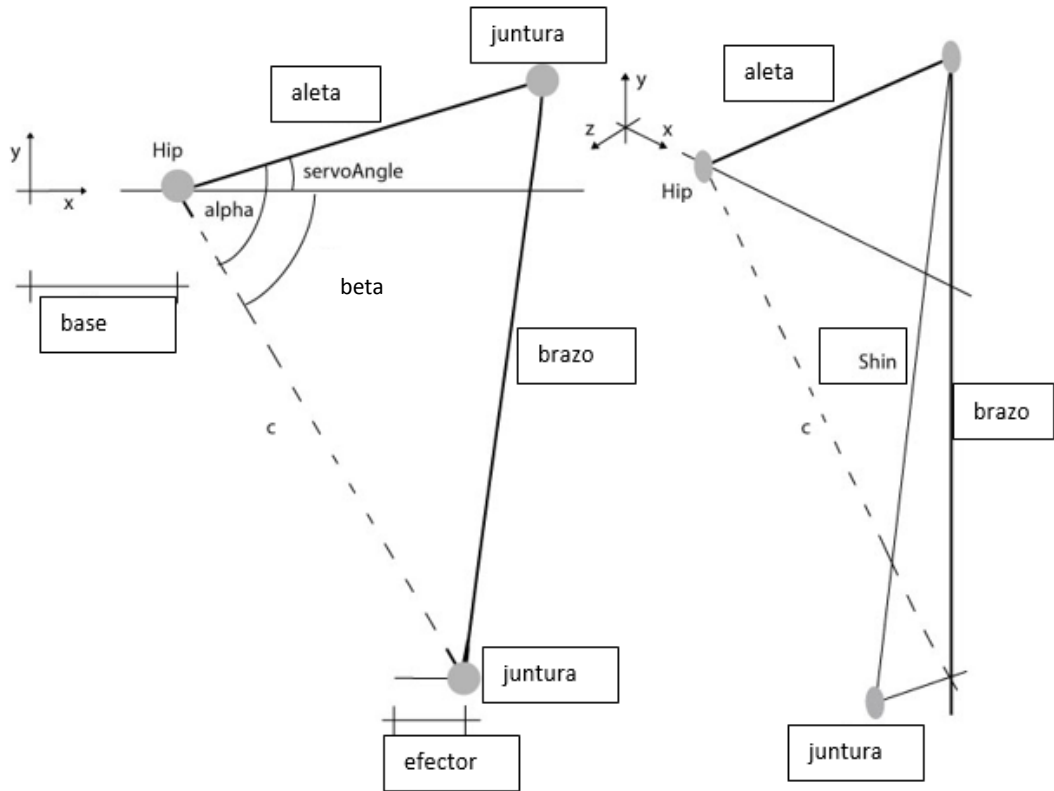 juntura
aleta
Hip
servoAngle
y
x
alpha
beta
base
brazo
c
juntura
efector
aleta
y
z
x
Hip
Shin
brazo
c
juntura